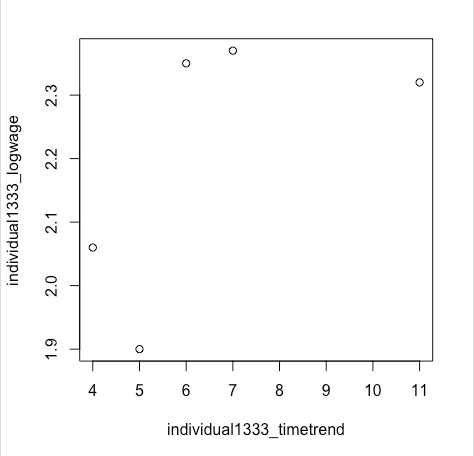 individual1333_logwage
2.3
2.2
2.1
2.0
1.9
4 5 6 7 8 9 10 11
individual1333_timetrend